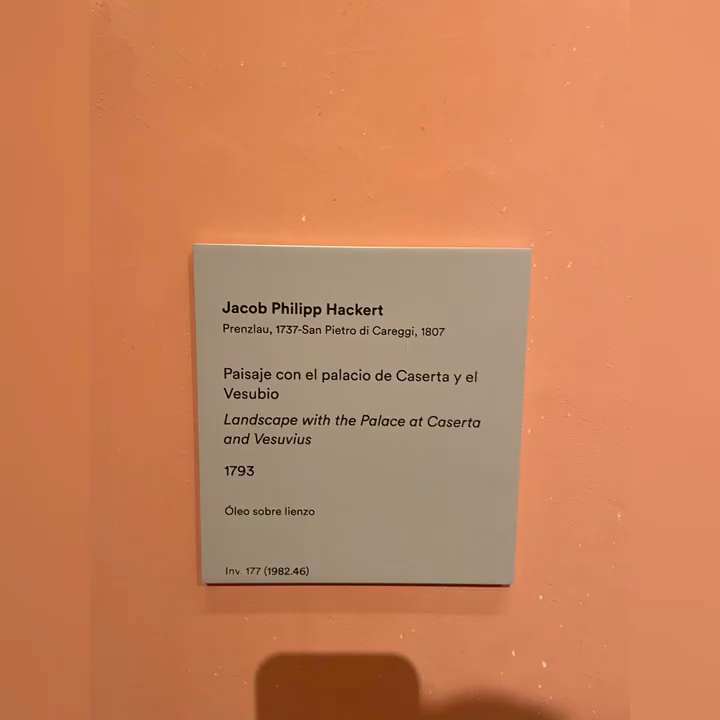 Jacob Philipp Hackert
Prenzlau, 1737-San Pietro di Careggi, 1807
Paisaje con el palacio de Caserta y el
Vesubio
Landscape with the Palace at Caserta
and Vesuvius
1793
Óleo sobre lienzo
Inv. 177 (1982.46)